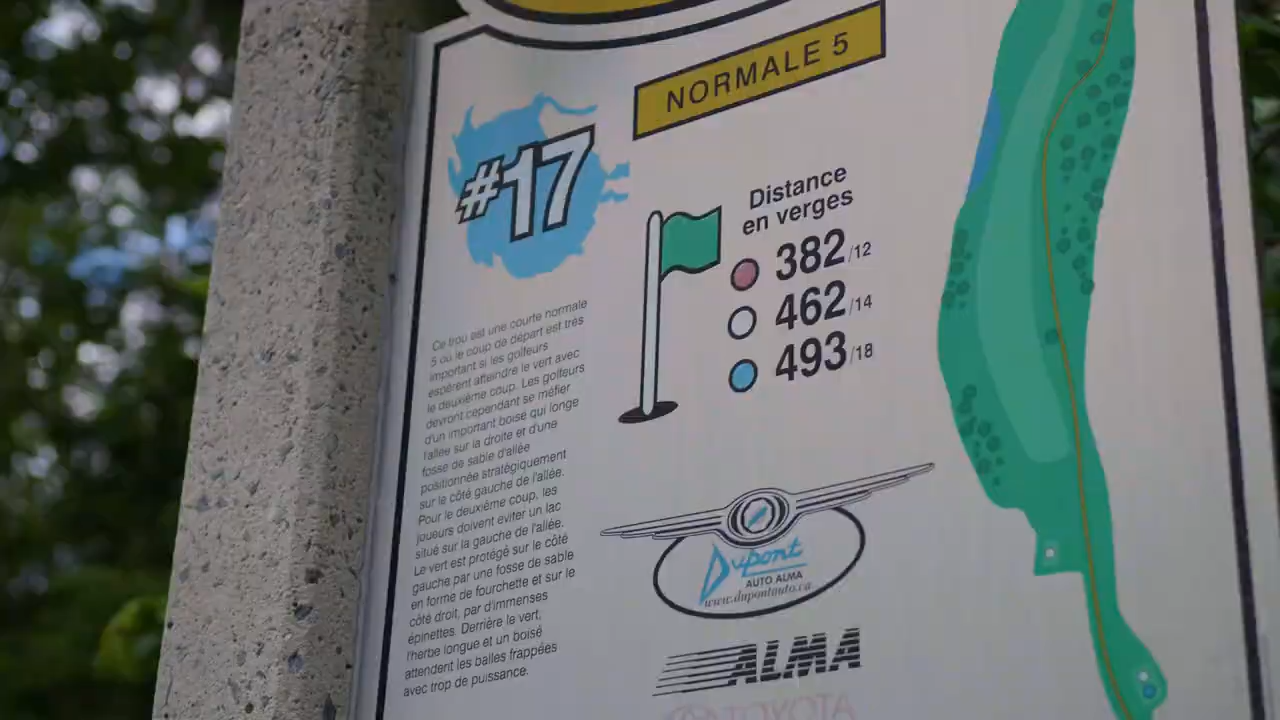 NORMALE 5
#17
Distance
en verges
382/12
462/14
493/18
Ce trou est une courte normale
5 où le coup de départ est très
important si les golfeurs
espèrent atteindre le vert avec
le deuxième coup. Les golfeurs
devront cependant se méfier
d'un important boisé qui longe
l'allée sur la droite et d'une
fosse de sable d'allée
positionnée stratégiquement
sur le côté gauche de l'allée.
Pour le deuxième coup, les
joueurs doivent éviter un lac
situé sur la gauche de l'allée.
Le vert est protégé sur le côté
gauche par une fosse de sable
en forme de fourchette et sur le
côté droit, par d'immenses
épinettes. Derrière le vert,
l'herbe longue et un boisé
attendent les balles frappées
avec trop de puissance.
Dupont
AUTO ALMA
www.dupontauto.ca
ALMA